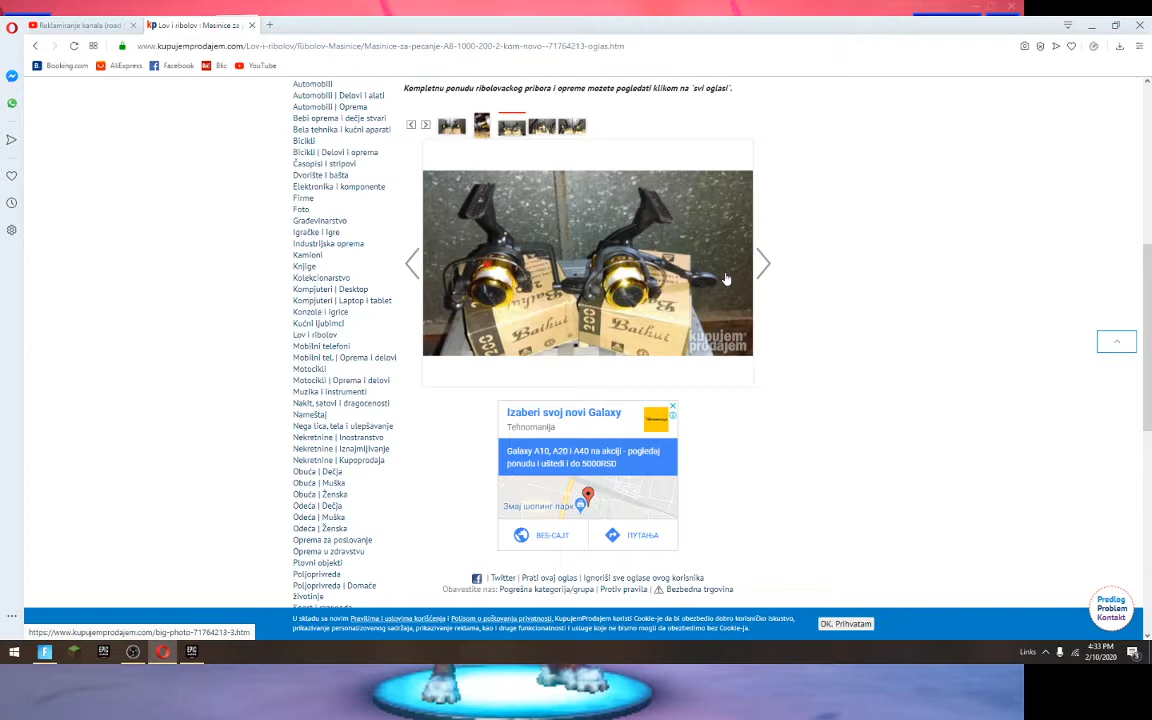 Reklamiranje kanala (road
Lov i ribolov : Masinice za
www.kupujemprodajem.com/Lov-i-ribolov/Ribolov-Masinice/Masinice-za-pecanje-AB-1000-200-2-kom-novo--71764213-oglas.htm
Booking.com
AliExpress
Facebook
Blic
YouTube
Kompletnu ponudu ribolovackog pribora i opreme mozete pogledati klikom na `svi oglasi`.
Automobili
Automobili | Delovi i alati
Automobili | Oprema
Bebi oprema i dečje stvari
Bela tehnika i kućni aparati
Bicikli
Bicikli | Delovi i oprema
Časopisi i stripovi
Dvorište i bašta
Elektronika i komponente
Firme
Foto
Građevinarstvo
Igračke i igre
Industrijska oprema
Kamioni
Knjige
Kolekcionarstvo
Kompjuteri | Desktop
Kompjuteri | Laptop i tablet
Konzole i igrice
Kućni ljubimci
Lov i ribolov
Mobilni telefoni
Mobilni tel. | Oprema i delovi
Motocikli
Motocikli | Oprema i delovi
Muzika i instrumenti
Nakit, satovi i dragocenosti
Nameštaj
Nega lica, tela i ulepšavanje
Nekretnine | Inostranstvo
Nekretnine | Iznajmljivanje
Nekretnine | Kupoprodaja
Obuća | Dečja
Obuća | Muška
Obuća | Ženska
Odeća | Dečja
Odeća | Muška
Odeća | Ženska
Oprema za poslovanje
Oprema u zdravstvu
Plovni objekti
Poljoprivreda
Poljoprivreda | Domaće
životinje
200
Baihui
200
Baihui
kupujem
prodajem
Izaberi svoj novi Galaxy
Tehnomanija
Galaxy A10, A20 i A40 na akciji - pogledaj
ponudu i uštedi i do 5000RSD
Змај шопинг парк
ВЕБ-САЈТ
ПУТАЊА
| Twitter | Prati ovaj oglas | Ignoriši sve oglase ovog korisnika
Obavestite nas: Pogrešna kategorija/grupa | Protiv pravila | Bezbedna trgovina
Predlog
Problem
Kontakt
U skladu sa novim Pravilima i uslovima korišćenja i Polisom o poštovanju privatnosti, KupujemProdajem koristi Cookie-je da bi obezbedio dobro korisničko iskustvo,
prikazivanje personalizovanog sadržaja, prikazivanje reklama, kao i druge funkcionalnosti i usluge koje ne bismo mogli da obezbedimo bez Cookie-ja.
OK, Prihvatam
https://www.kupujemprodajem.com/big-photo-71764213-3.htm
Links
4:33 PM
2/10/2020